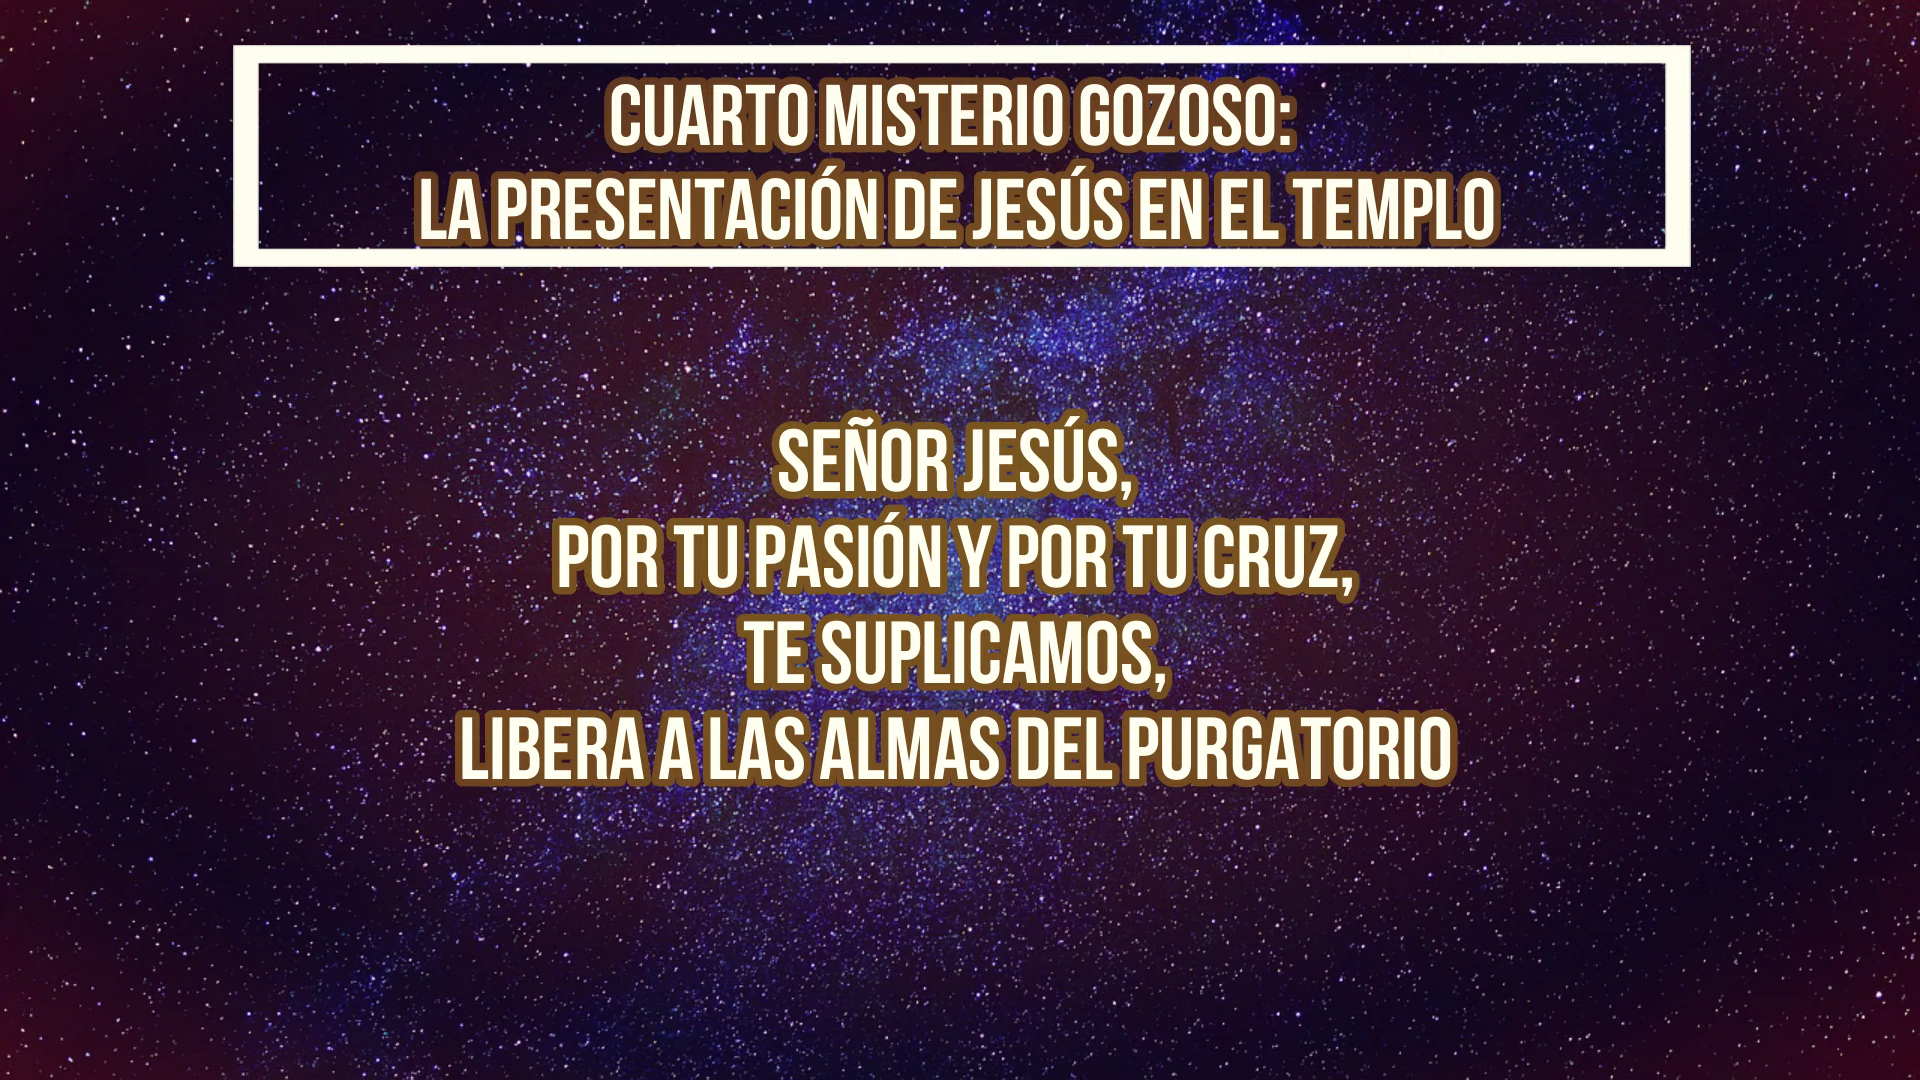 CUARTO MISTERIO GOZOSO:
LA PRESENTACIÓN DE JESÚS EN EL TEMPLO
SEÑOR JESÚS,
POR TU PASIÓN Y POR TU CRUZ,
TE SUPLICAMOS,
LIBERA A LAS ALMAS DEL PURGATORIO